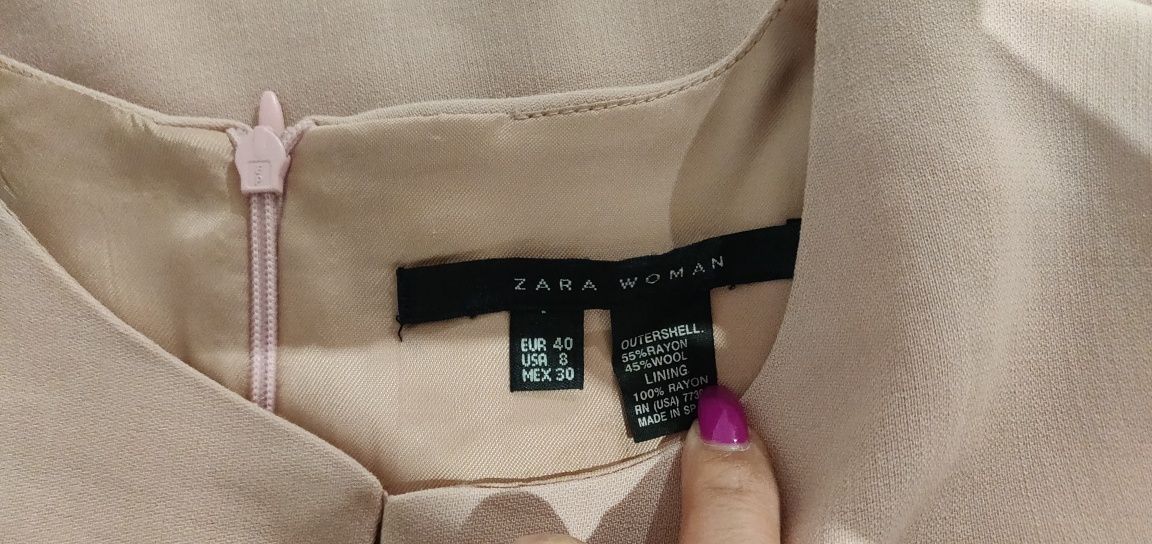 ZARA WOMAN
EUR 40
USA 8
MEX 30
OUTERSHELL.
55%RAYON
45%WOOL
LINING
100% RAYON
RN (USA)
MADE IN